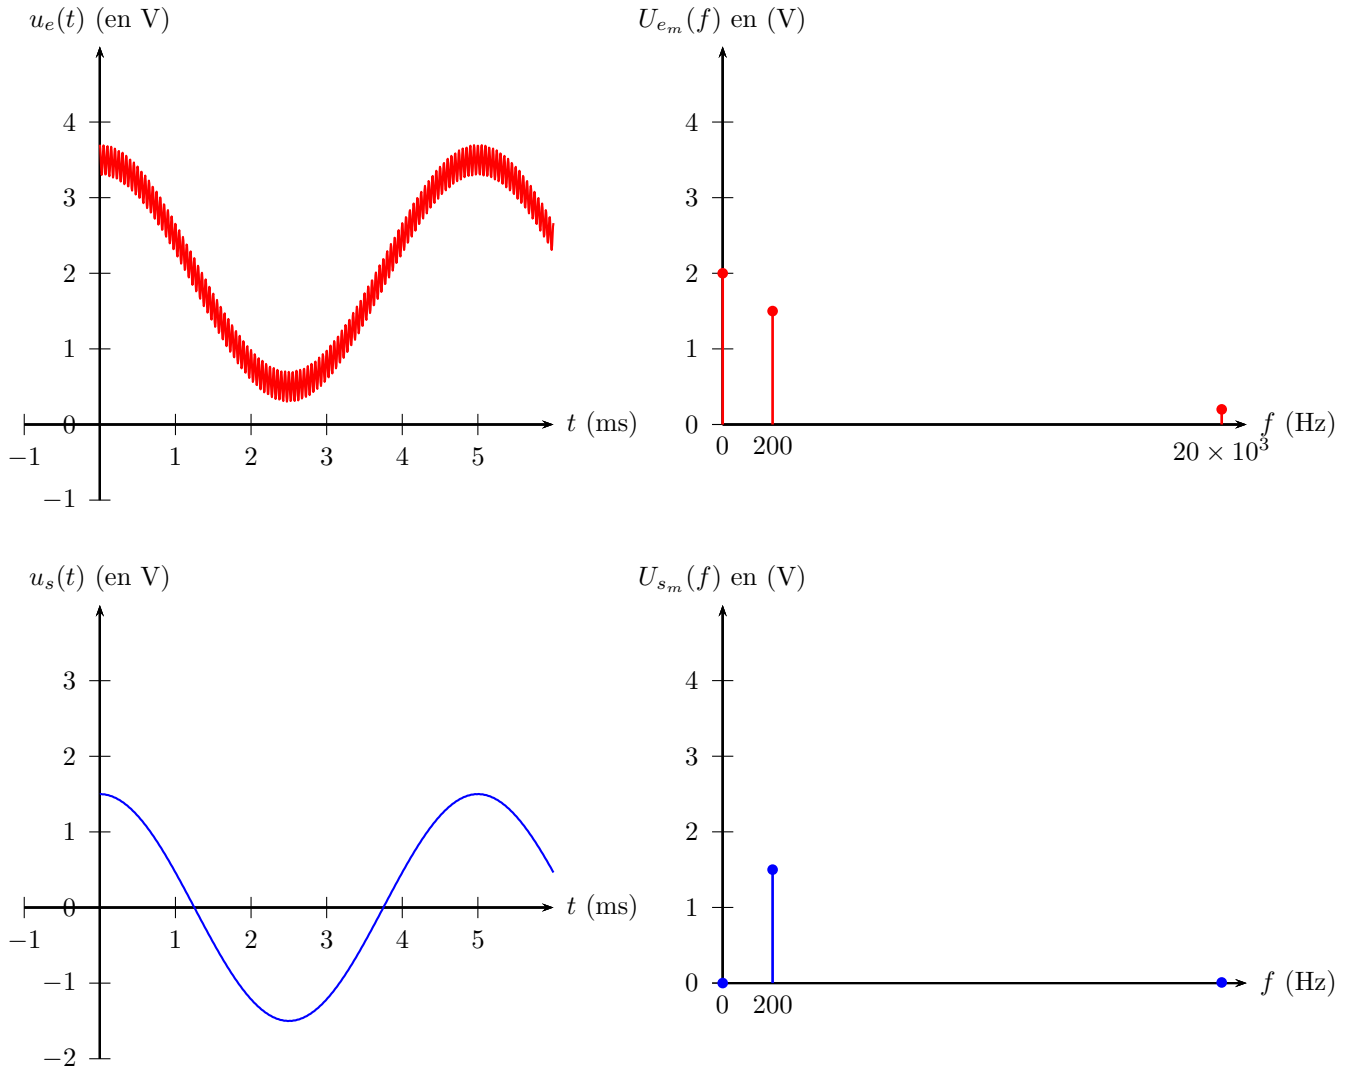 $u_e(t)$ (en V)
4
3
2
1
0
−1
−1
1 2 3 4 5
$t$ (ms)
$U_{e_m}(f)$ en (V)
4
3
2
1
0
0 200
$20 \times 10^3$
$f$ (Hz)
$u_s(t)$ (en V)
3
2
1
0
−1
−2
−1
1 2 3 4 5
$t$ (ms)
$U_{s_m}(f)$ en (V)
4
3
2
1
0
0 200
$f$ (Hz)